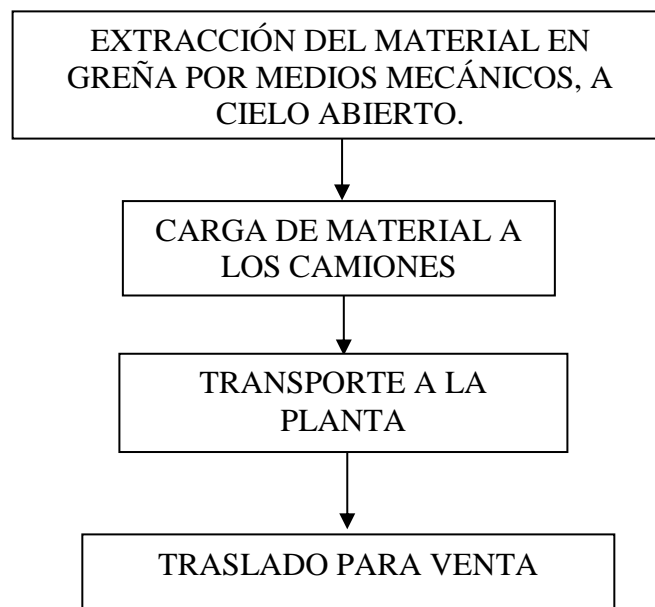 EXTRACCIÓN DEL MATERIAL EN
GREÑA POR MEDIOS MECÁNICOS, A
CIELO ABIERTO.
CARGA DE MATERIAL A
LOS CAMIONES
TRANSPORTE A LA
PLANTA
TRASLADO PARA VENTA